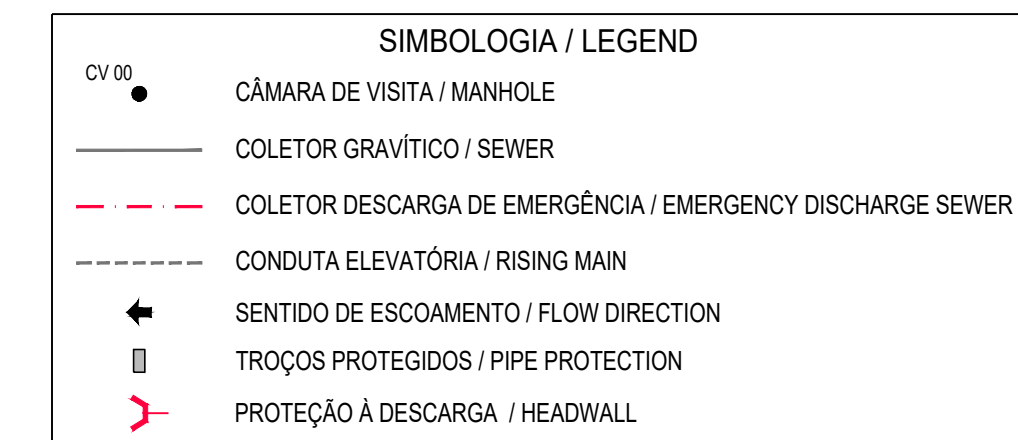 SIMBOLOGIA / LEGEND
CV 00
CÂMARA DE VISITA / MANHOLE
COLETOR GRAVÍTICO / SEWER
COLETOR DESCARGA DE EMERGÊNCIA / EMERGENCY DISCHARGE SEWER
CONDUTA ELEVATÓRIA / RISING MAIN
SENTIDO DE ESCOAMENTO / FLOW DIRECTION
TROÇOS PROTEGIDOS / PIPE PROTECTION
PROTEÇÃO À DESCARGA / HEADWALL